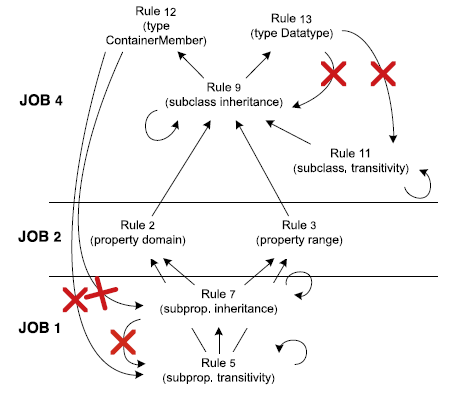 Rule 12
(type
ContainerMember)
Rule 13
(type Datatype)
Rule 9
(subclass inheritance)
JOB 4
Rule 11
(subclass, transitivity)
Rule 2
(property domain)
Rule 3
(property range)
JOB 2
Rule 7
(subprop. inheritance)
JOB 1
Rule 5
(subprop. transitivity)